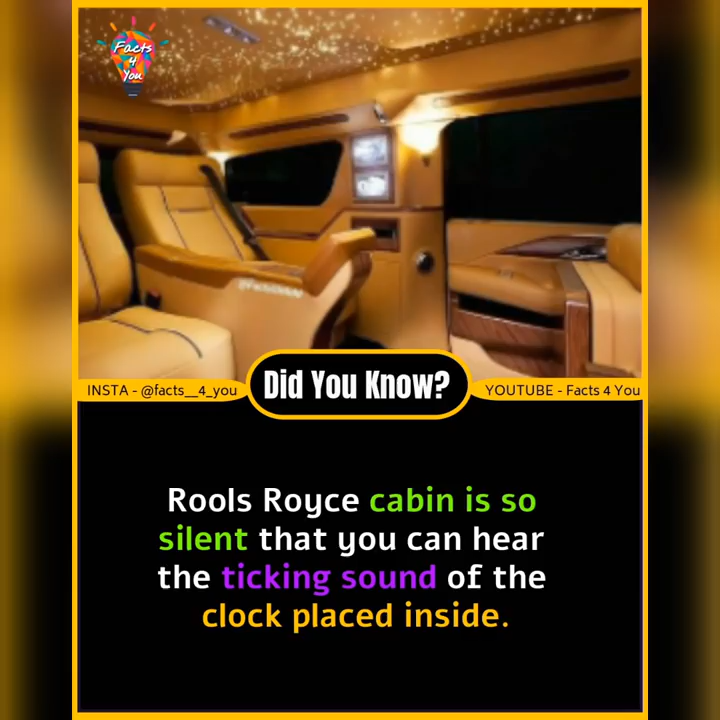 Facts
4
You
Did You Know?
INSTA - @facts__4_you
YOUTUBE - Facts 4 You
Rools Royce cabin is so
silent that you can hear
the ticking sound of the
clock placed inside.